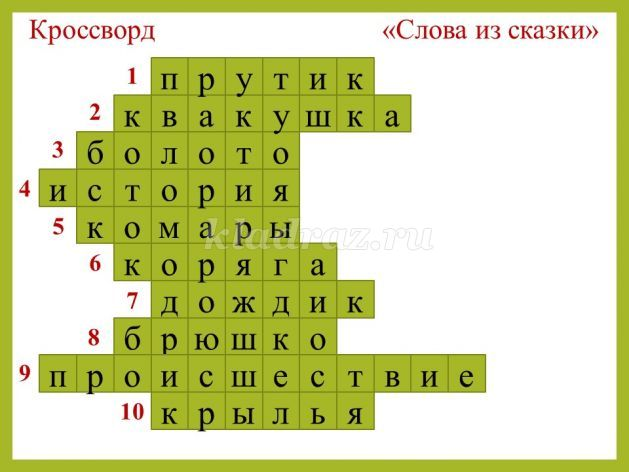 Кроссворд «Слова из сказки»
1 прутик
2 квакушка
3 болото
4 история
5 комары
6 коряга
7 дождик
8 брюшко
9 происшествие
10 крылья
kladraz.ru